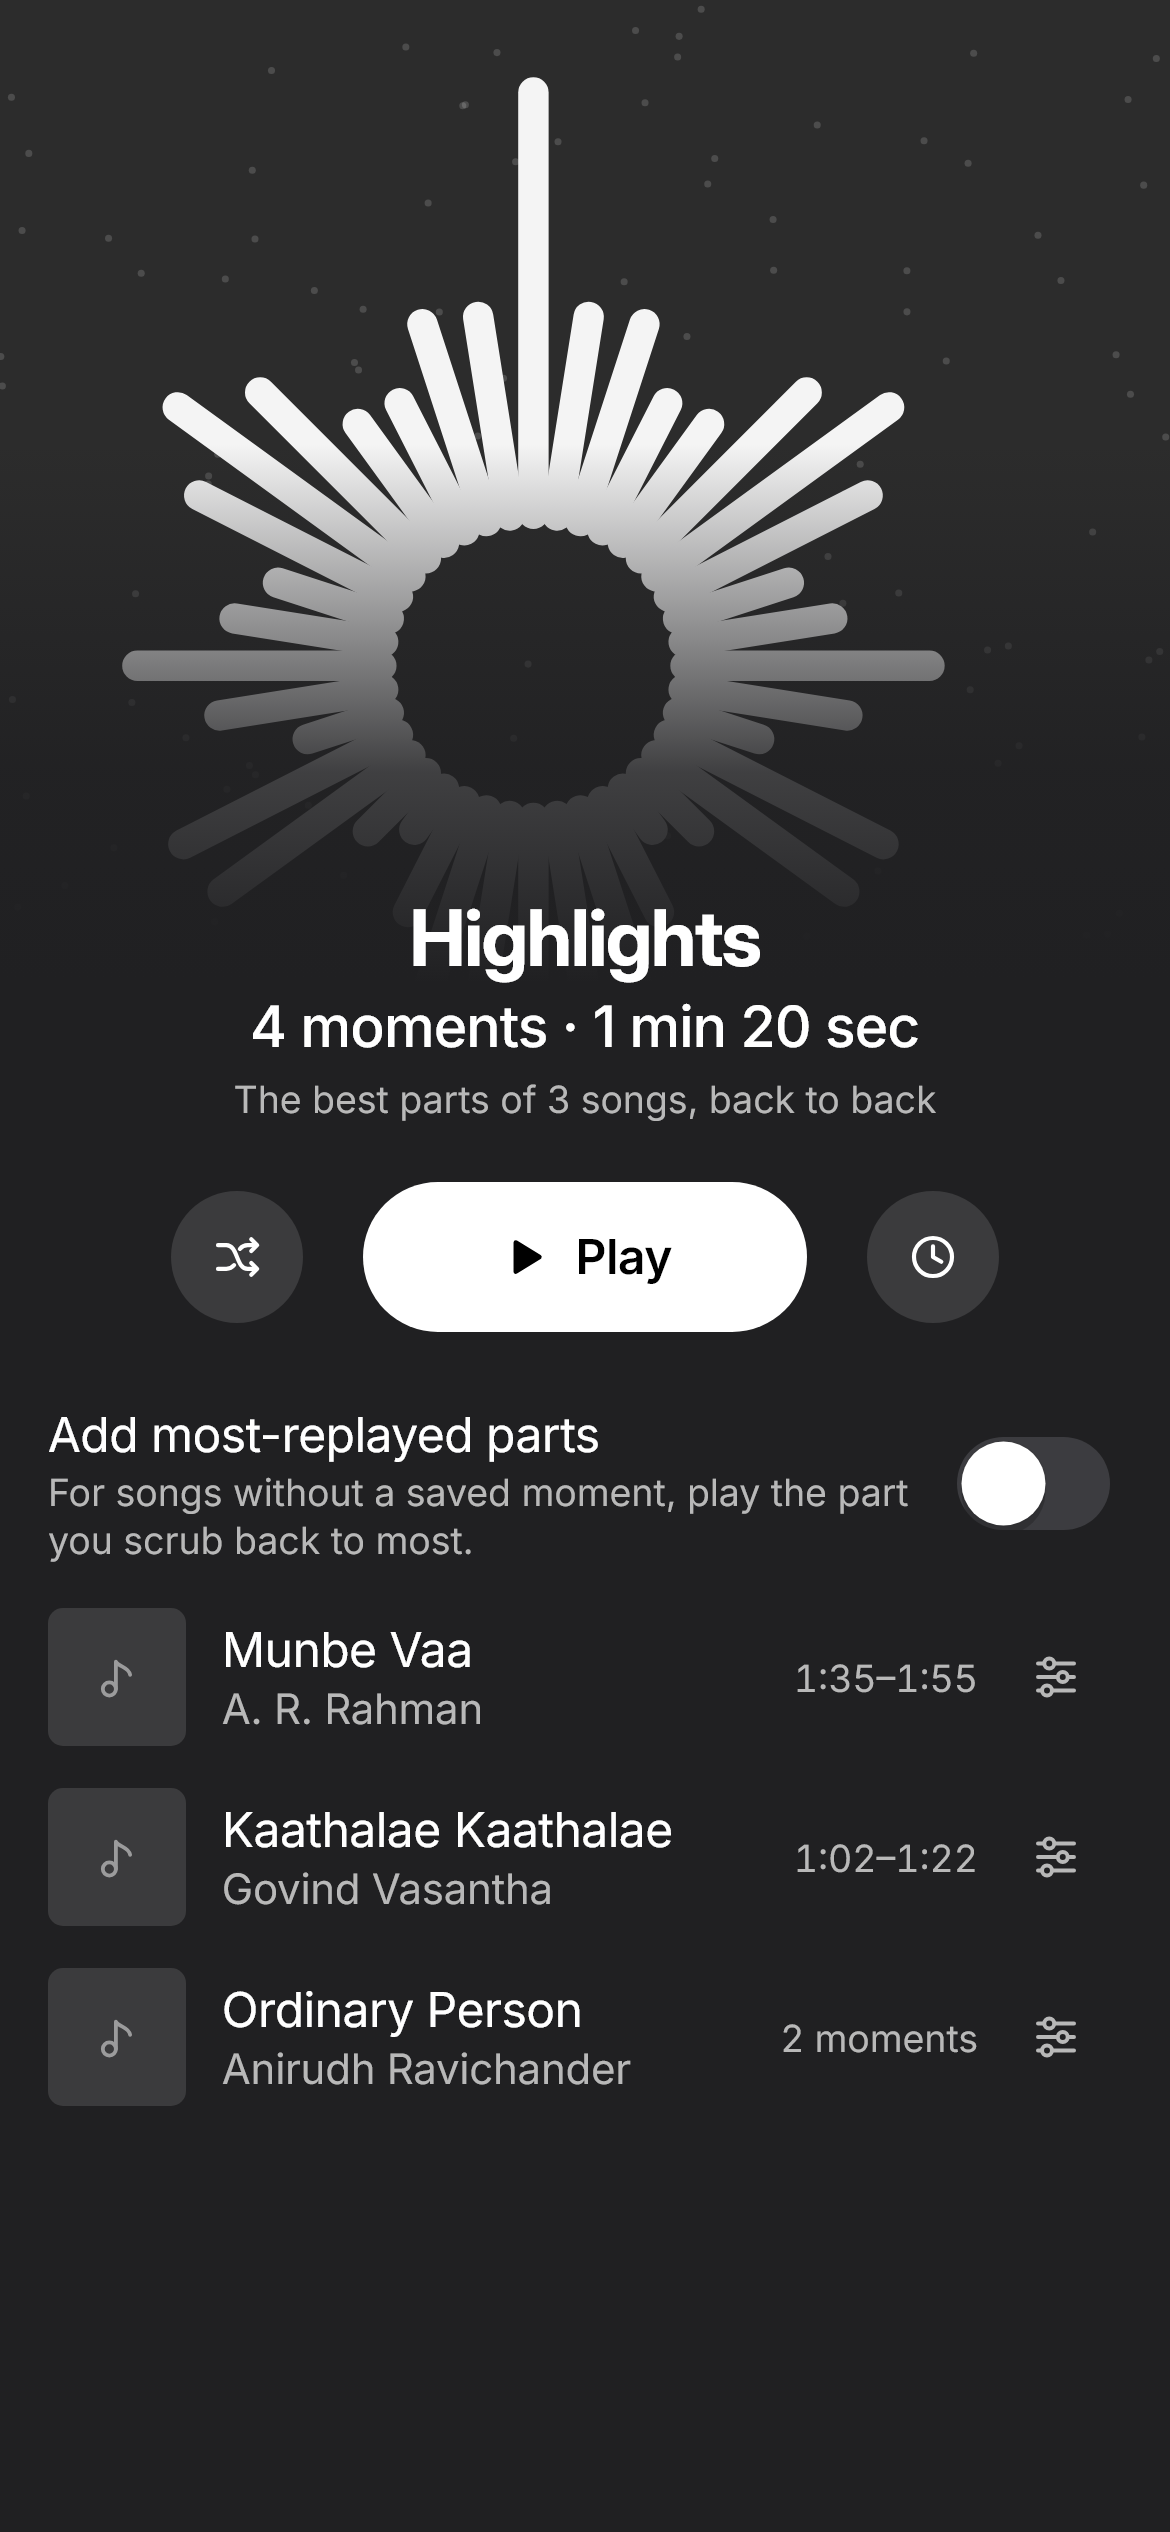 Highlights
4 moments · 1 min 20 sec
The best parts of 3 songs, back to back
Play
Add most-replayed parts
For songs without a saved moment, play the part
you scrub back to most.
Munbe Vaa
A. R. Rahman
1:35–1:55
Kaathalae Kaathalae
Govind Vasantha
1:02–1:22
Ordinary Person
Anirudh Ravichander
2 moments